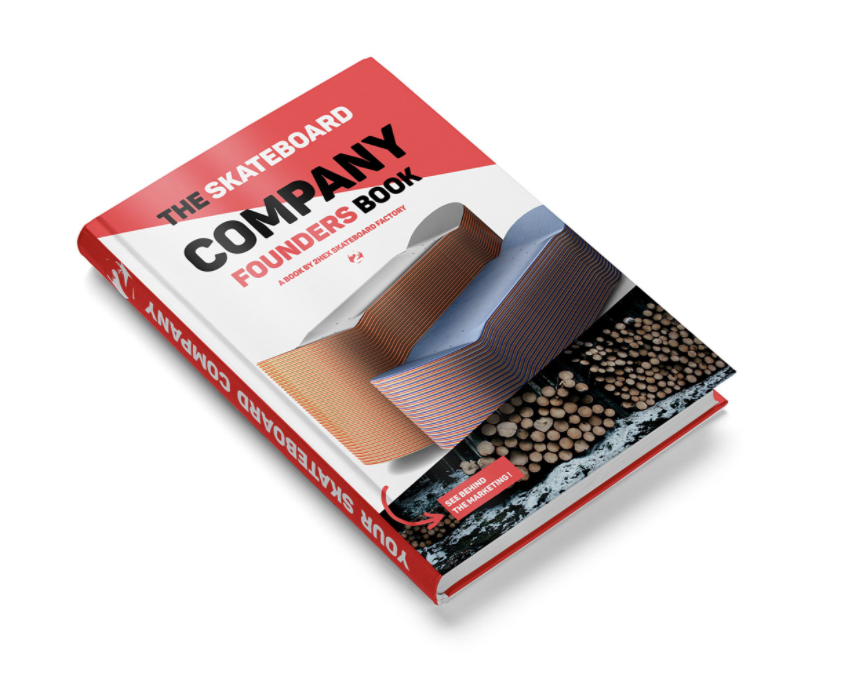 THE SKATEBOARD
COMPANY
FOUNDERS BOOK
A BOOK BY 2HEX SKATEBOARD FACTORY
SEE BEHIND
THE MARKETING !
YOUR SKATEBOARD COMPANY